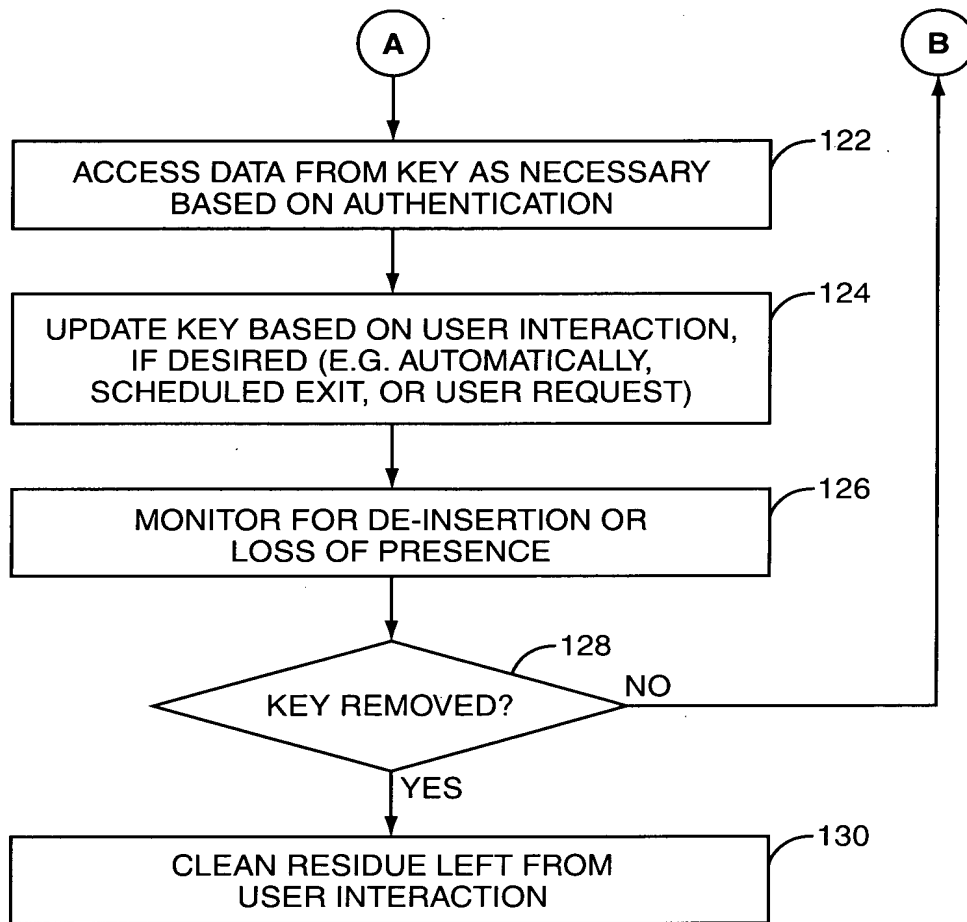 A
B
122
ACCESS DATA FROM KEY AS NECESSARY
BASED ON AUTHENTICATION
124
UPDATE KEY BASED ON USER INTERACTION,
IF DESIRED (E.G. AUTOMATICALLY,
SCHEDULED EXIT, OR USER REQUEST)
126
MONITOR FOR DE-INSERTION OR
LOSS OF PRESENCE
128
KEY REMOVED?
NO
YES
130
CLEAN RESIDUE LEFT FROM
USER INTERACTION